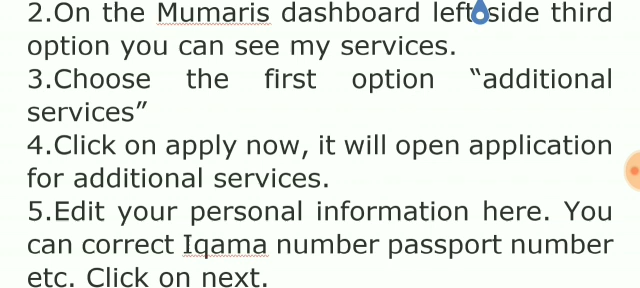 2.On the Mumaris dashboard left side third
option you can see my services.
3.Choose the first option “additional
services”
4.Click on apply now, it will open application
for additional services.
5.Edit your personal information here. You
can correct Iqama number passport number
etc. Click on next.